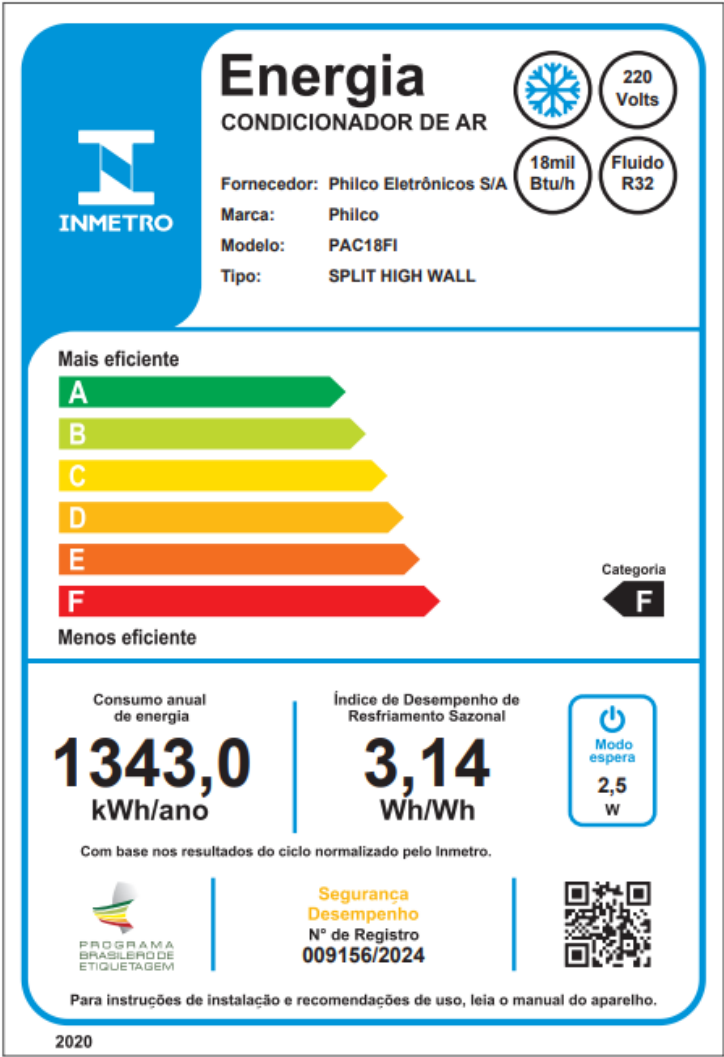 Energia
CONDICIONADOR DE AR
220
Volts
18mil
Btu/h
Fluido
R32
INMETRO
Fornecedor: Philco Eletrônicos S/A
Marca: Philco
Modelo: PAC18FI
Tipo: SPLIT HIGH WALL
Mais eficiente
A
B
C
D
E
F
Categoria
F
Menos eficiente
Consumo anual
de energia
1343,0
kWh/ano
Índice de Desempenho de
Resfriamento Sazonal
3,14
Wh/Wh
Modo
espera
2,5
W
Com base nos resultados do ciclo normalizado pelo Inmetro.
PROGRAMA
BRASILEIRO DE
ETIQUETAGEM
Segurança
Desempenho
N° de Registro
009156/2024
Para instruções de instalação e recomendações de uso, leia o manual do aparelho.
2020